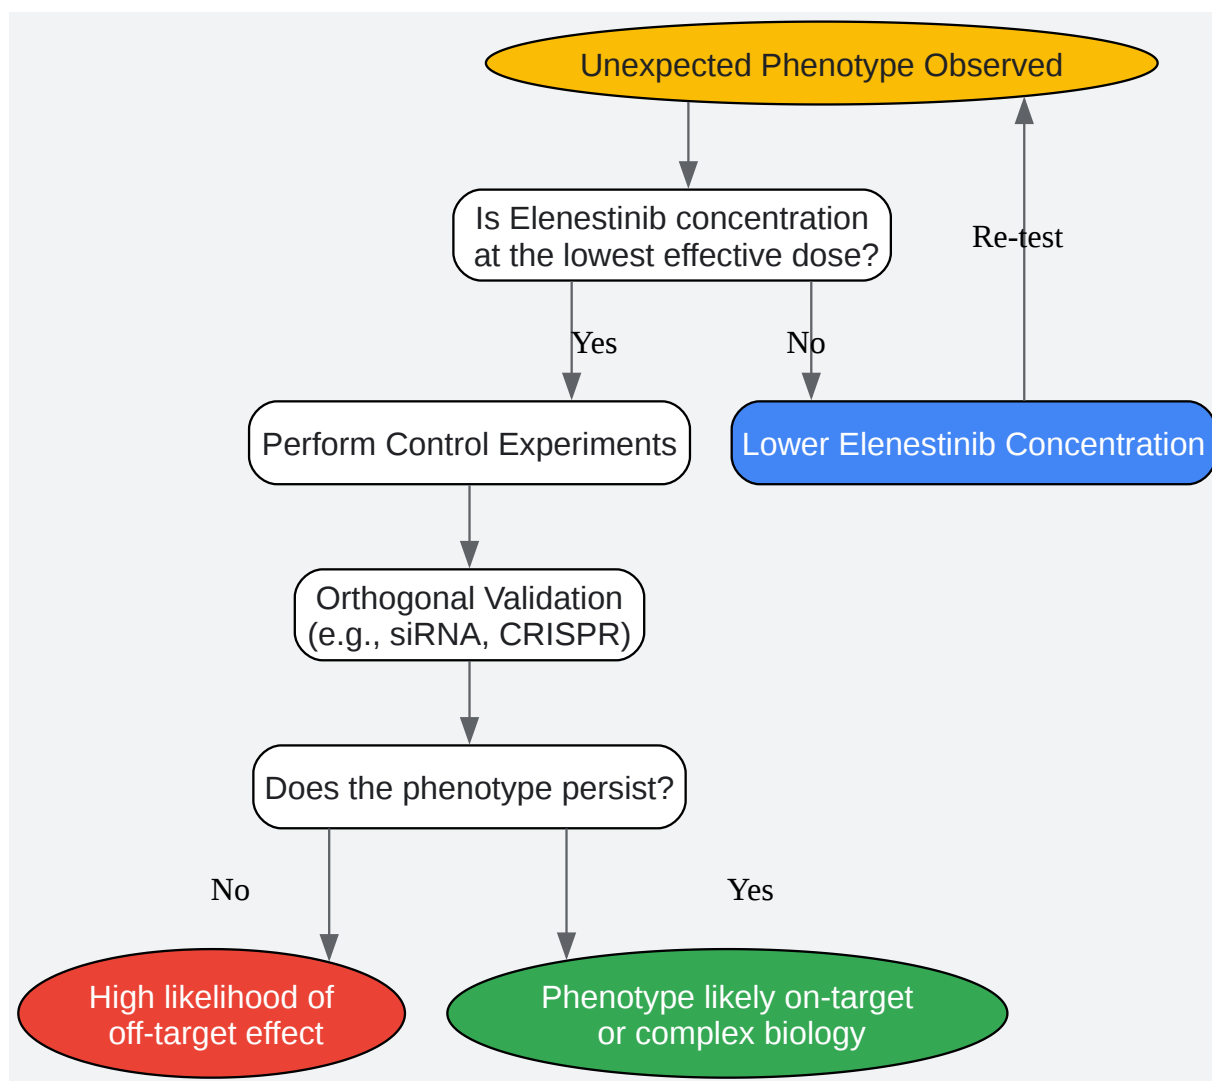 Unexpected Phenotype Observed
Is Elenestinib concentration
at the lowest effective dose?
Re-test
Yes
No
Perform Control Experiments
Lower Elenestinib Concentration
Orthogonal Validation
(e.g., siRNA, CRISPR)
Does the phenotype persist?
No
Yes
High likelihood of
off-target effect
Phenotype likely on-target
or complex biology